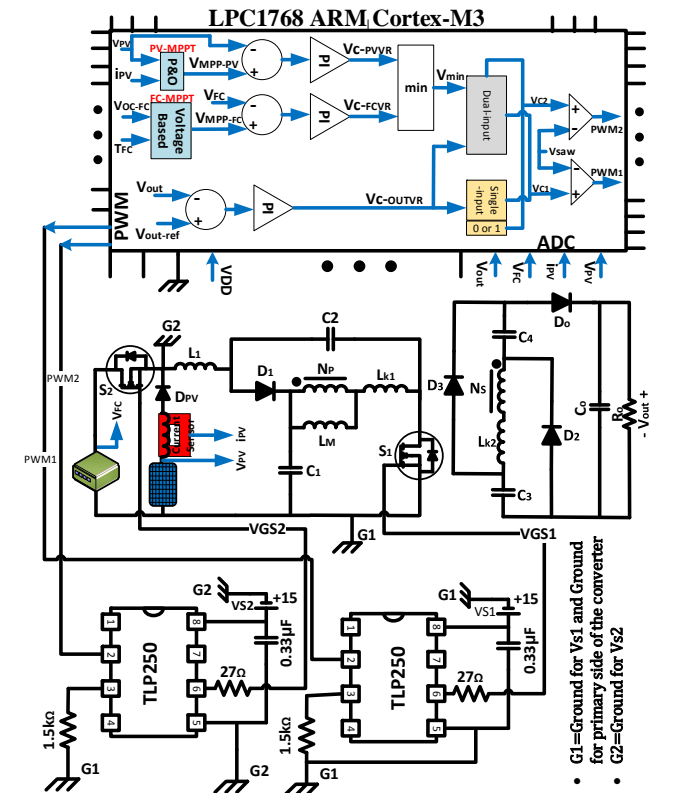 LPC1768 ARM Cortex-M3
VPV
PV-MPPT
P&O
iPV
VMPP-PV
-
+
PI
VC-PVVR
FC-MPPT
VOC-FC
TFC
Voltage
Based
VFC
VMPP-FC
-
+
PI
VC-FCVR
min
Vmin
Dual-input
VC2
+
-
PWM2
Vsaw
-
+
PWM1
VC1
Vout
Vout-ref
-
+
PI
VC-OUTVR
Single
-input
0 or 1
PWM
ADC
VDD
Vout
VFC
iPV
VPV
PWM2
PWM1
G2
S2
L1
DPV
VFC
Current
Sensor
iPV
VPV
C2
D1
NP
Lk1
LM
C1
S1
G1
D3
NS
Lk2
C4
C3
D2
Do
Co
Ro
- Vout +
VGS2
VGS1
G2
VS2
+15
0.33µF
1
2
3
4
8
7
6
5
TLP250
27Ω
1.5kΩ
G1
G2
G1
VS1
+15
0.33µF
1
2
3
4
8
7
6
5
TLP250
27Ω
1.5kΩ
G1
• G1=Ground for Vs1 and Ground
for primary side of the converter
• G2=Ground for Vs2